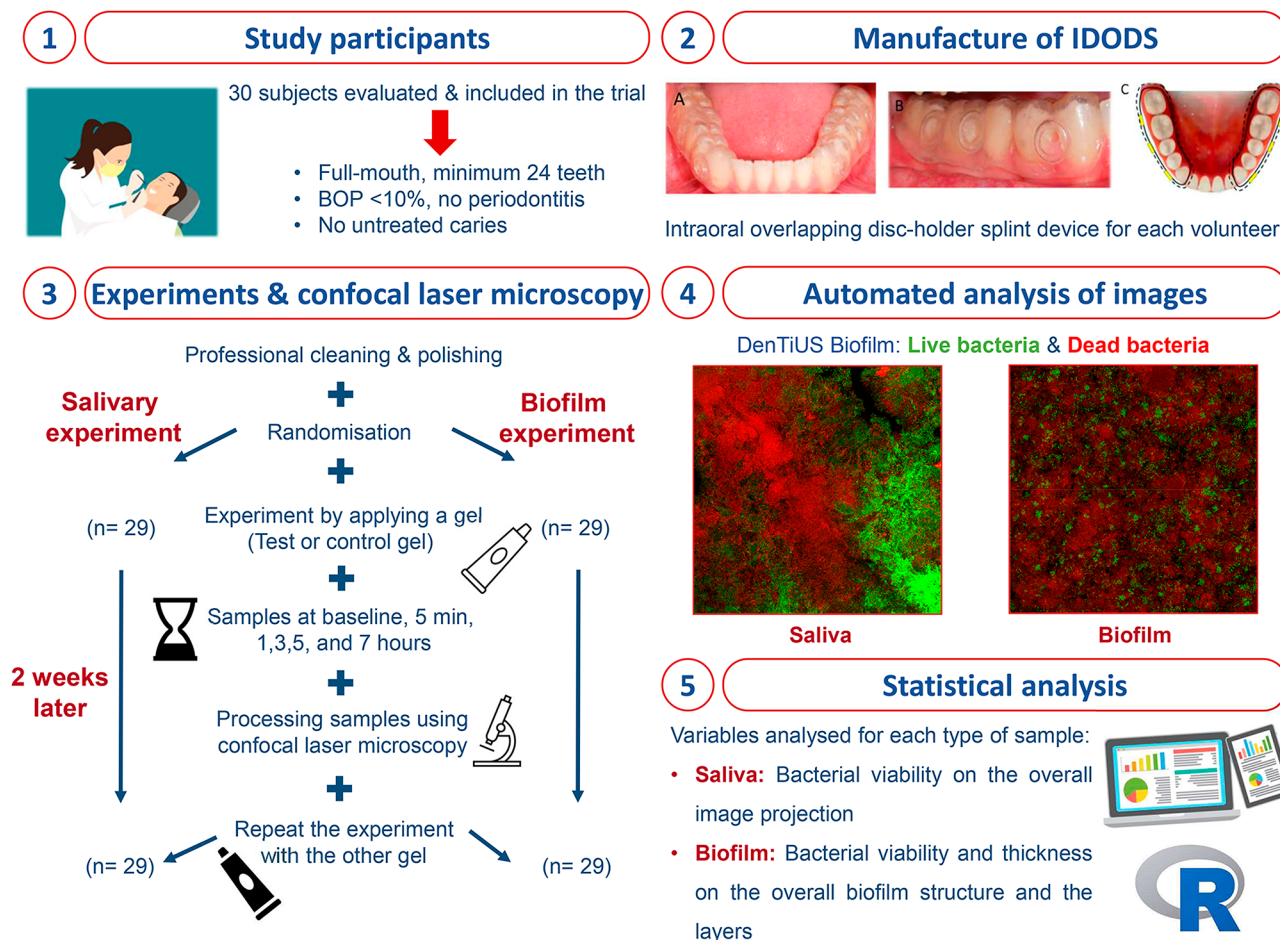 1
Study participants
30 subjects evaluated & included in the trial
• Full-mouth, minimum 24 teeth
• BOP <10%, no periodontitis
• No untreated caries
2
Manufacture of IDODS
A
B
C
Intraoral overlapping disc-holder splint device for each volunteer
3
Experiments & confocal laser microscopy
Professional cleaning & polishing
+
Salivary
experiment
Randomisation
Biofilm
experiment
+
(n= 29)
Experiment by applying a gel
(Test or control gel)
(n= 29)
+
Samples at baseline, 5 min,
1,3,5, and 7 hours
2 weeks
later
+
Processing samples using
confocal laser microscopy
+
Repeat the experiment
with the other gel
(n= 29)
(n= 29)
4
Automated analysis of images
DenTiUS Biofilm: Live bacteria & Dead bacteria
Saliva
Biofilm
5
Statistical analysis
Variables analysed for each type of sample:
• Saliva: Bacterial viability on the overall
image projection
• Biofilm: Bacterial viability and thickness
on the overall biofilm structure and the
layers
R